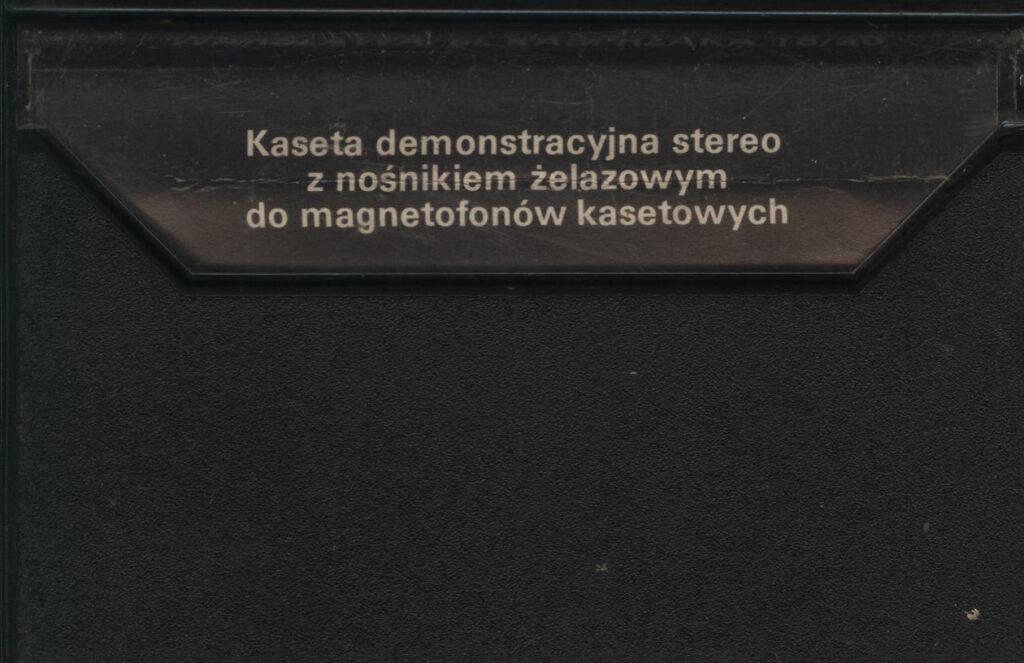 Kaseta demonstracyjna stereo
z nośnikiem żelazowym
do magnetofonów kasetowych